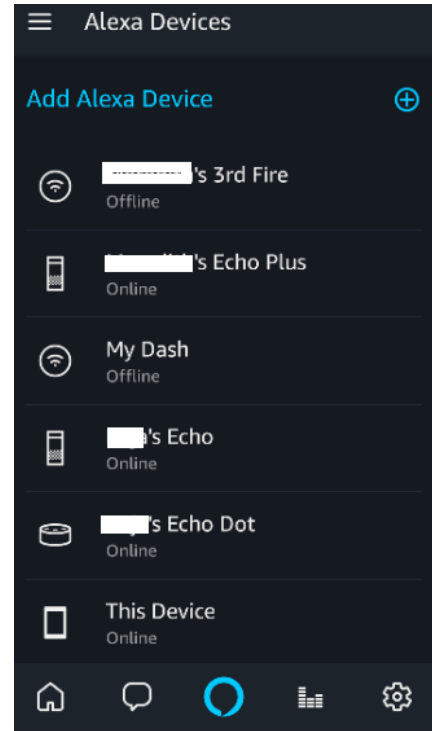 Alexa Devices
Add Alexa Device
's 3rd Fire
Offline
's Echo Plus
Online
My Dash
Offline
's Echo
Online
's Echo Dot
Online
This Device
Online